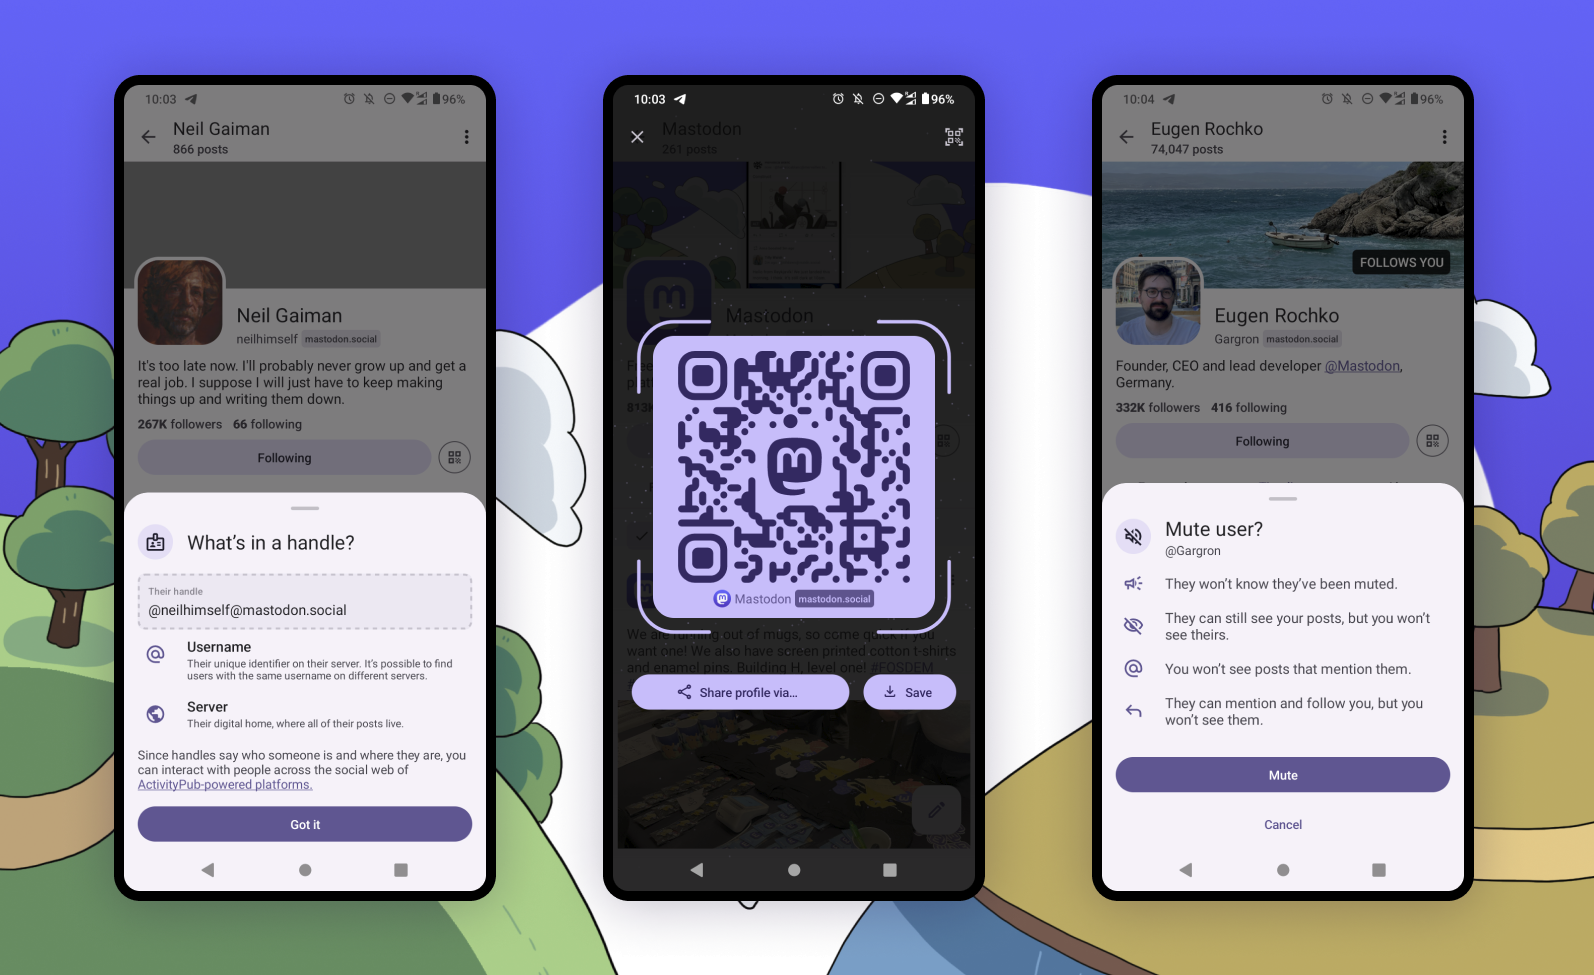 10:03
96%
Neil Gaiman
866 posts
Neil Gaiman
neilhimself mastodon.social
It's too late now. I'll probably never grow up and get a
real job. I suppose I will just have to keep making
things up and writing them down.
267K followers 66 following
Following
What's in a handle?
Their handle
@neilhimself@mastodon.social
Username
Their unique identifier on their server. It's possible to find
users with the same username on different servers.
Server
Their digital home, where all of their posts live.
Since handles say who someone is and where they are, you
can interact with people across the social web of
ActivityPub-powered platforms.
Got it
10:03
96%
Mastodon
261 posts
Mastodon
Mastodon mastodon.social
We are running out of mugs, so come quick if you
want one! We also have screen printed cotton t-shirts
and enamel pins. Building H, level one! #FOSDEM
Share profile via...
Save
10:04
96%
Eugen Rochko
74,047 posts
FOLLOWS YOU
Eugen Rochko
Gargron mastodon.social
Founder, CEO and lead developer @Mastodon,
Germany.
332K followers 416 following
Following
Mute user?
@Gargron
They won't know they've been muted.
They can still see your posts, but you won't
see theirs.
You won't see posts that mention them.
They can mention and follow you, but you
won't see them.
Mute
Cancel